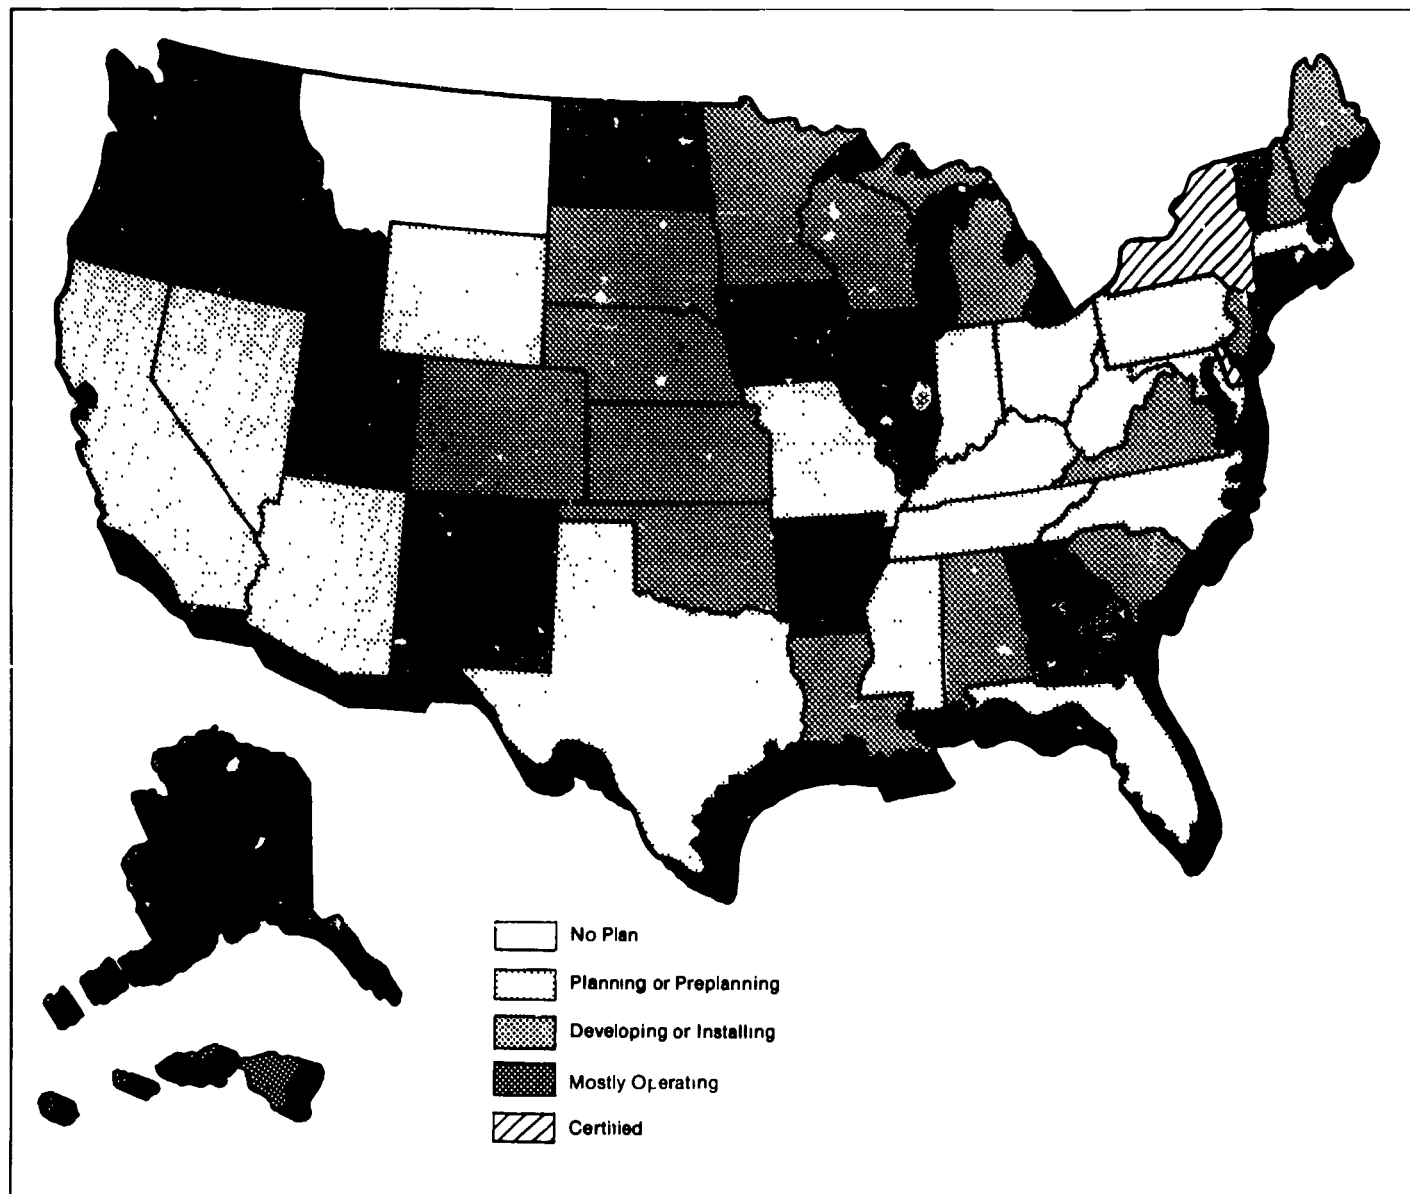 No Plan
Planning or Preplanning
Developing or Installing
Mostly Operating
Certified